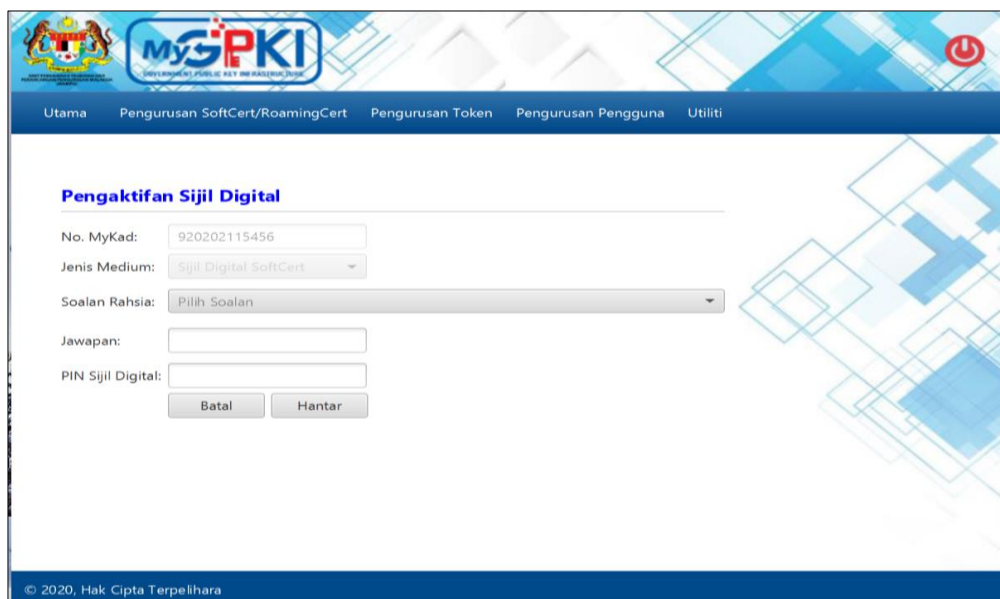 MyGPKI
GOVERNMENT PUBLIC KEY INFRASTRUCTURE
Utama Pengurusan SoftCert/RoamingCert Pengurusan Token Pengurusan Pengguna Utiliti
Pengaktifan Sijil Digital
No. MyKad: 920202115456
Jenis Medium: Sijil Digital SoftCert
Soalan Rahsia: Pilih Soalan
Jawapan:
PIN Sijil Digital:
Batal Hantar
© 2020, Hak Cipta Terpelihara